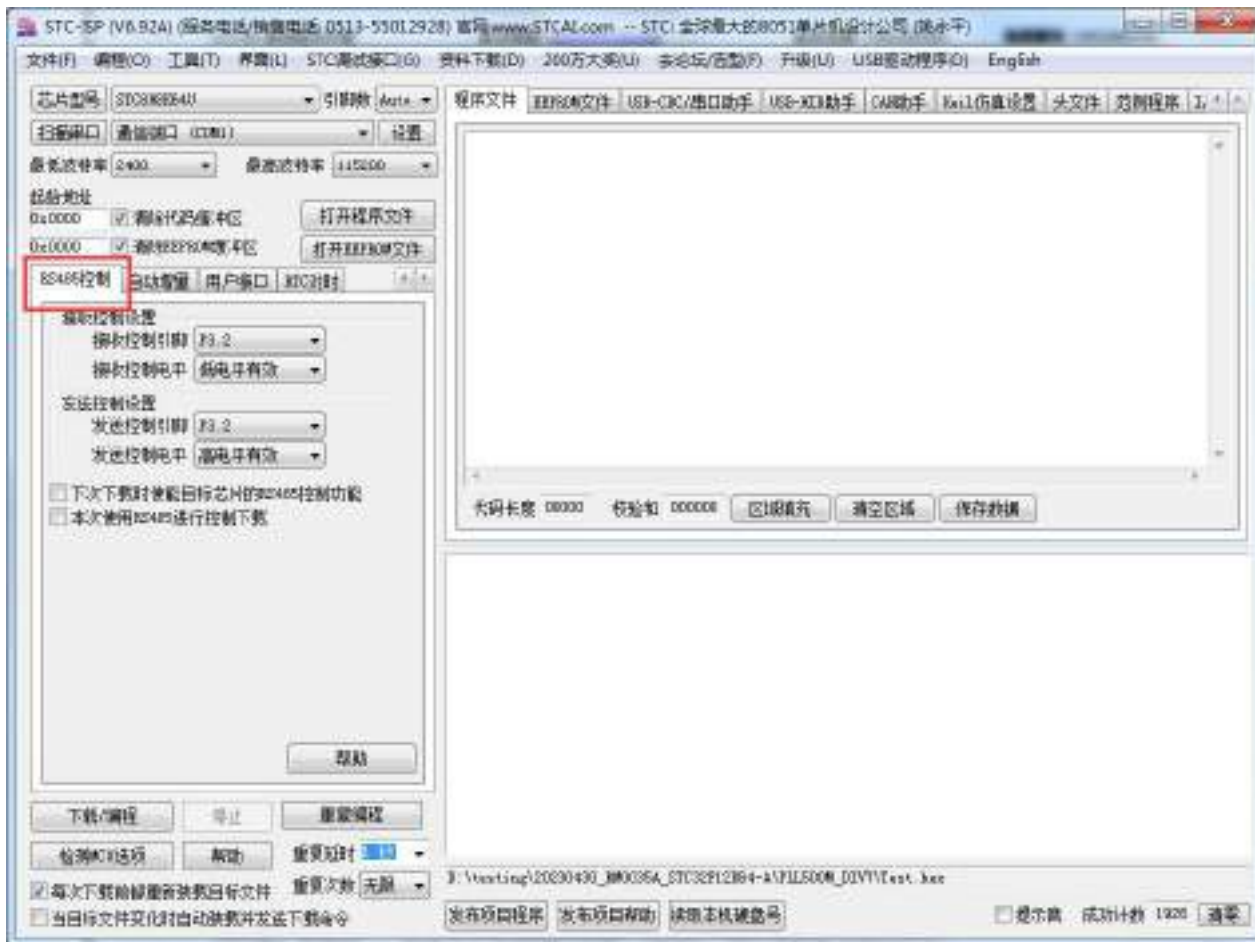 STC-ISP (V6.92A) (服务电话/销售电话: 0513-55012928) 官网:www.STCAI.com -- STC: 全球最大的8051单片机设计公司 (姚永平)
文件(F) 编程(O) 工具(T) 界面(L) STC测试接口(G) 资料下载(D) 200万大奖(U) 去论坛/选型(F) 升级(U) USB驱动程序(O) English
芯片型号 STC8H8K64U 引脚数 Auto
扫描串口 通信端口 (COM1) 设置
最低波特率 2400 最高波特率 115200
起始地址
0x0000 清除代码缓冲区 打开程序文件
0x0000 清除EEPROM缓冲区 打开EEPROM文件
RS485控制 自动增量 用户接口 RTC对时
接收控制设置
接收控制引脚 P3.2
接收控制电平 低电平有效
发送控制设置
发送控制引脚 P3.2
发送控制电平 高电平有效
下次下载时使能目标芯片的RS485控制功能
本次使用RS485进行控制下载
帮助
下载/编程 停止 重复编程
检测MCU选项 帮助 重复延时
每次下载前都重新装载目标文件 重复次数 无限
当目标文件变化时自动装载并发送下载命令
程序文件 EEPROM文件 USB-CDC/串口助手 USB-HID助手 CAN助手 Keil仿真设置 头文件 范例程序
代码长度 00000 校验和 000000 区域填充 清空区域 保存数据
发布项目程序 发布项目帮助 读取本机硬盘号 提示音 成功计数 1926 清零